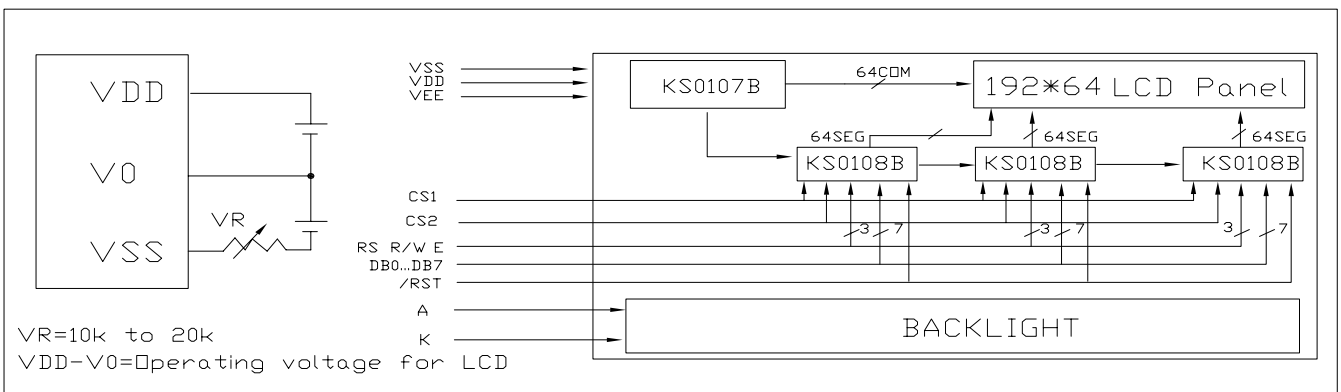 VDD
V0
VSS
VR
VR=10k to 20k
VDD-V0=Operating voltage for LCD
VSS
VDD
VEE
CS1
CS2
RS R/W E
DB0...DB7
/RST
A
K
KS0107B
64COM
192*64 LCD Panel
64SEG
64SEG
64SEG
KS0108B
KS0108B
KS0108B
3
7
3
7
3
7
BACKLIGHT